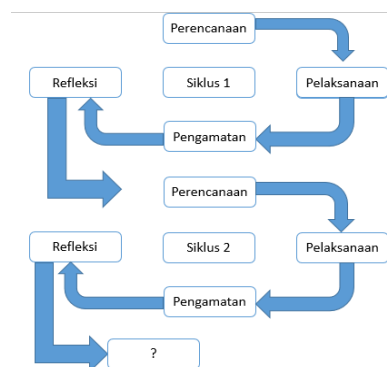 Perencanaan
Refleksi
Siklus 1
Pelaksanaan
Pengamatan
Perencanaan
Refleksi
Siklus 2
Pelaksanaan
Pengamatan
?